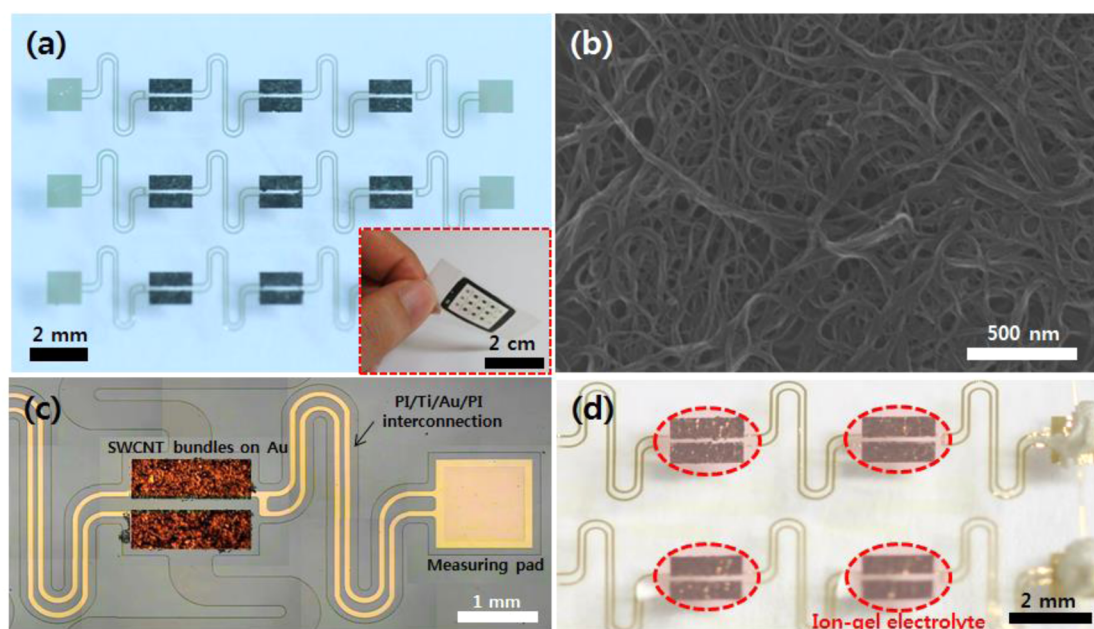 (a)
2 mm
2 cm
(b)
500 nm
(c)
PI/Ti/Au/PI
interconnection
SWCNT bundles on Au
Measuring pad
1 mm
(d)
Ion-gel electrolyte
2 mm